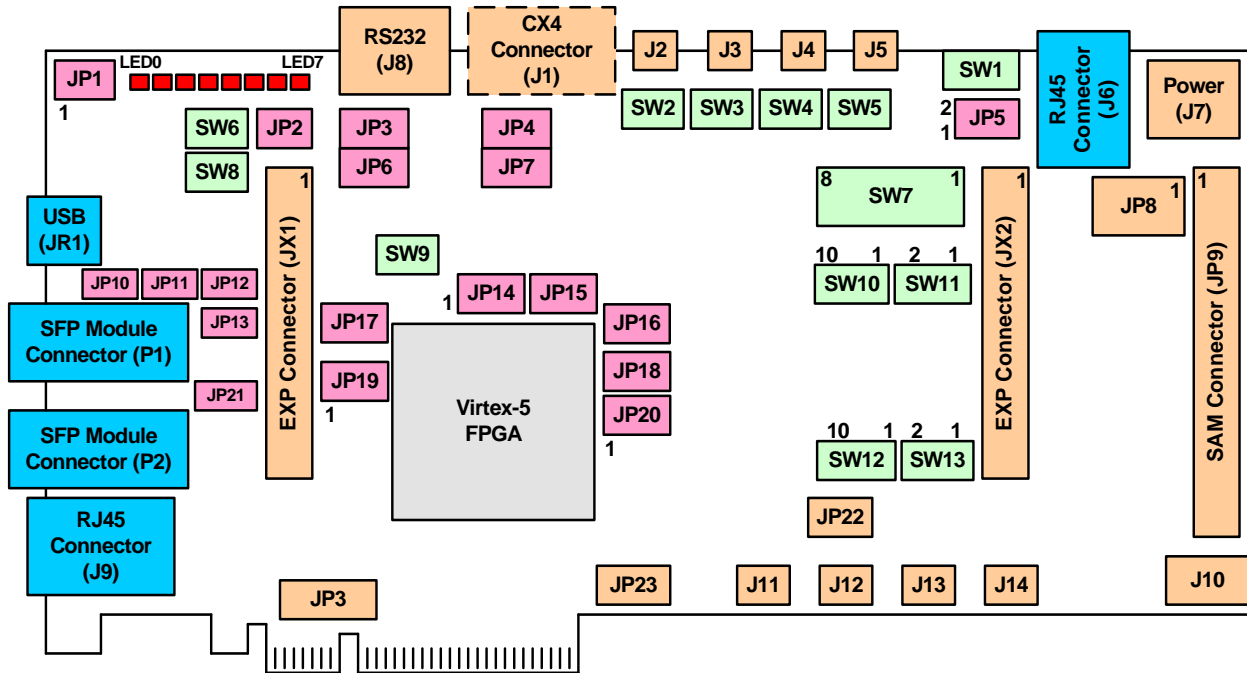 CX4
Connector
(J1)
RS232
(J8)
J2
J3
J4
J5
LED0
LED7
JP1
1
SW1
RJ45
Connector
(J6)
Power
(J7)
SW2
SW3
SW4
SW5
2
1
JP5
SW6
JP2
JP3
JP4
SW8
JP6
JP7
1
EXP Connector (JX1)
8
1
SW7
1
EXP Connector (JX2)
JP8
1
1
SAM Connector (JP9)
USB
(JR1)
SW9
10
1
2
1
SW10
SW11
JP10
JP11
JP12
1
JP14
JP15
SFP Module
Connector (P1)
JP13
JP17
JP16
JP19
1
JP18
JP21
JP20
1
Virtex-5
FPGA
SFP Module
Connector (P2)
10
1
2
1
SW12
SW13
RJ45
Connector
(J9)
JP22
JP3
JP23
J11
J12
J13
J14
J10